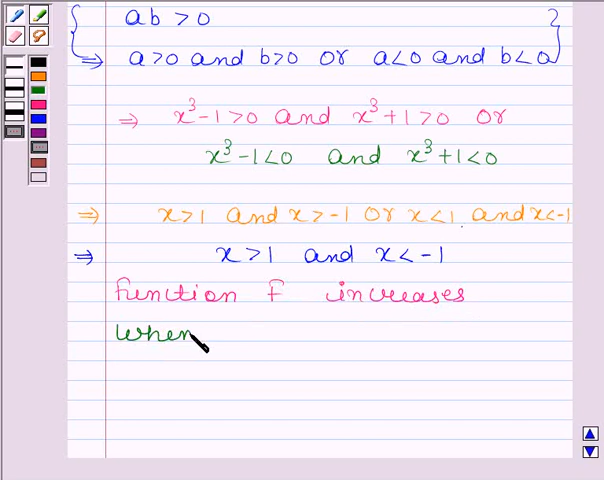 ab > 0
⇒ a>0 and b>0 or a<0 and b<0
⇒ x³-1>0 and x³+1>0 or
x³-1<0 and x³+1<0
⇒ x>1 and x>-1 or x<1 and x<-1
⇒ x>1 and x<-1
function f increases
when